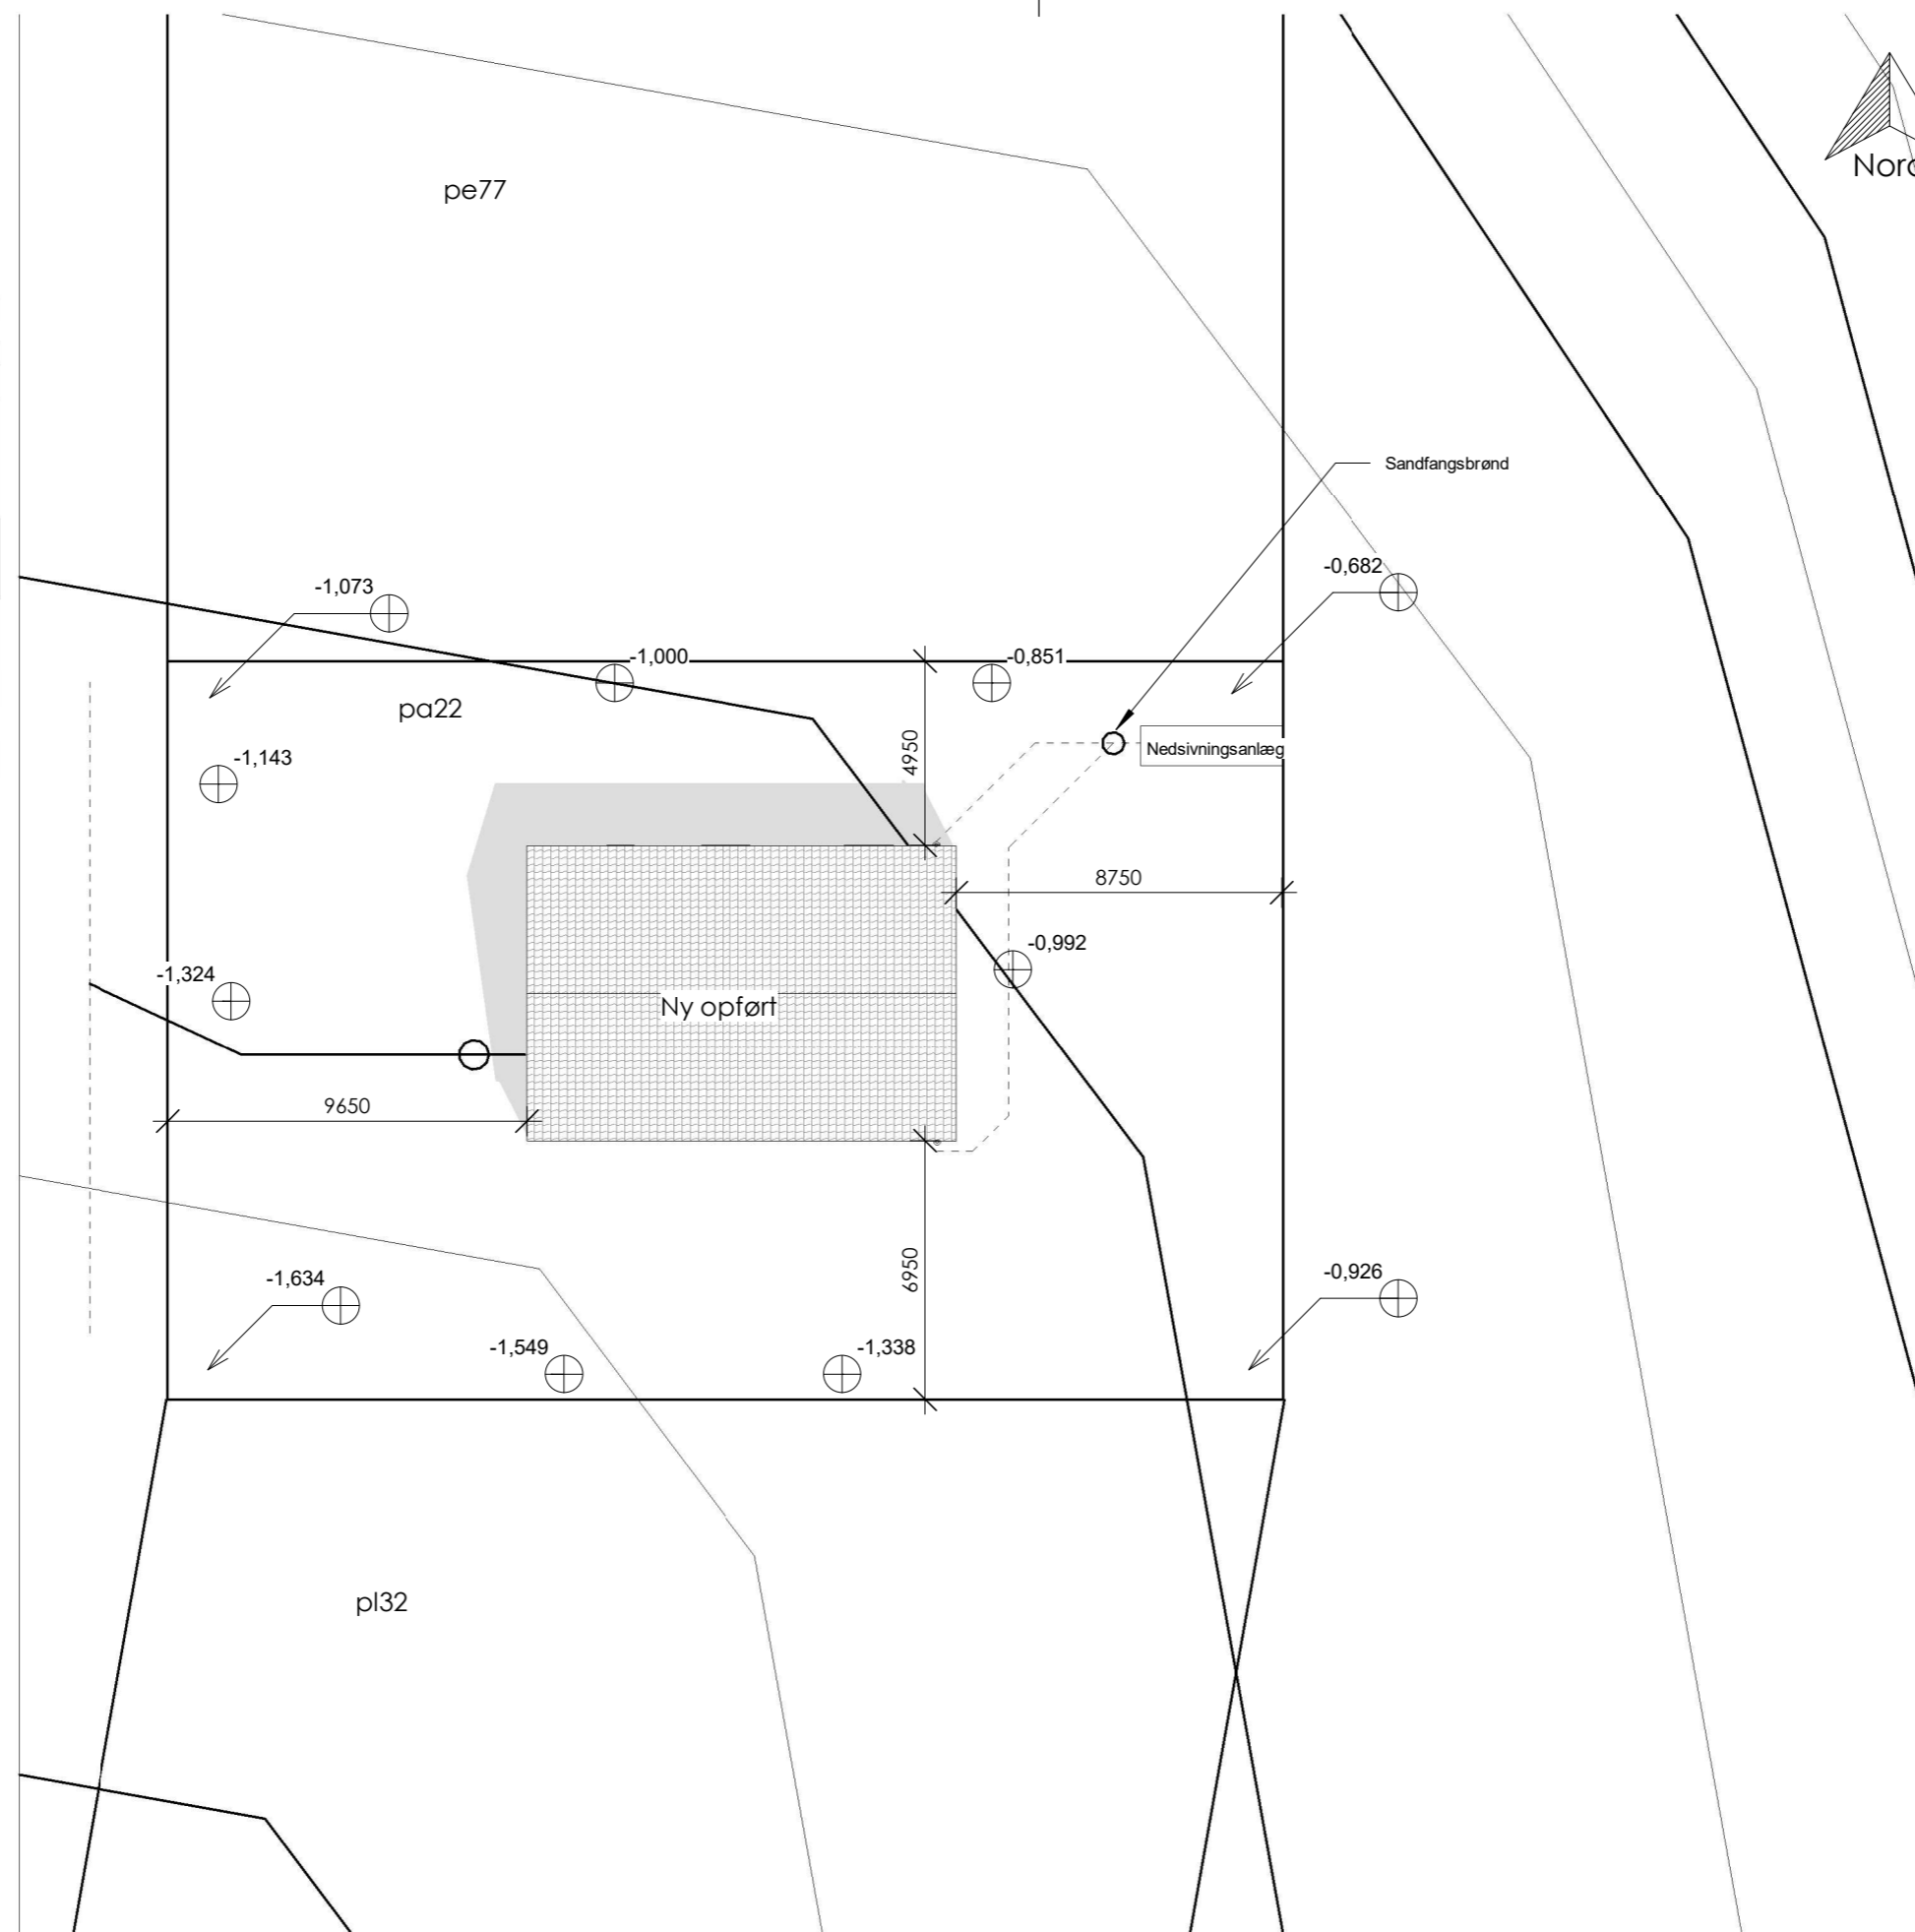 pe77
Nord
Sandfangsbrønd
-0,682
-1,073
-1,000
-0,851
pa22
4950
Nedsivningsanlæg
-1,143
8750
-0,992
-1,324
Ny opført
9650
6950
-1,634
-0,926
-1,549
-1,338
pl32